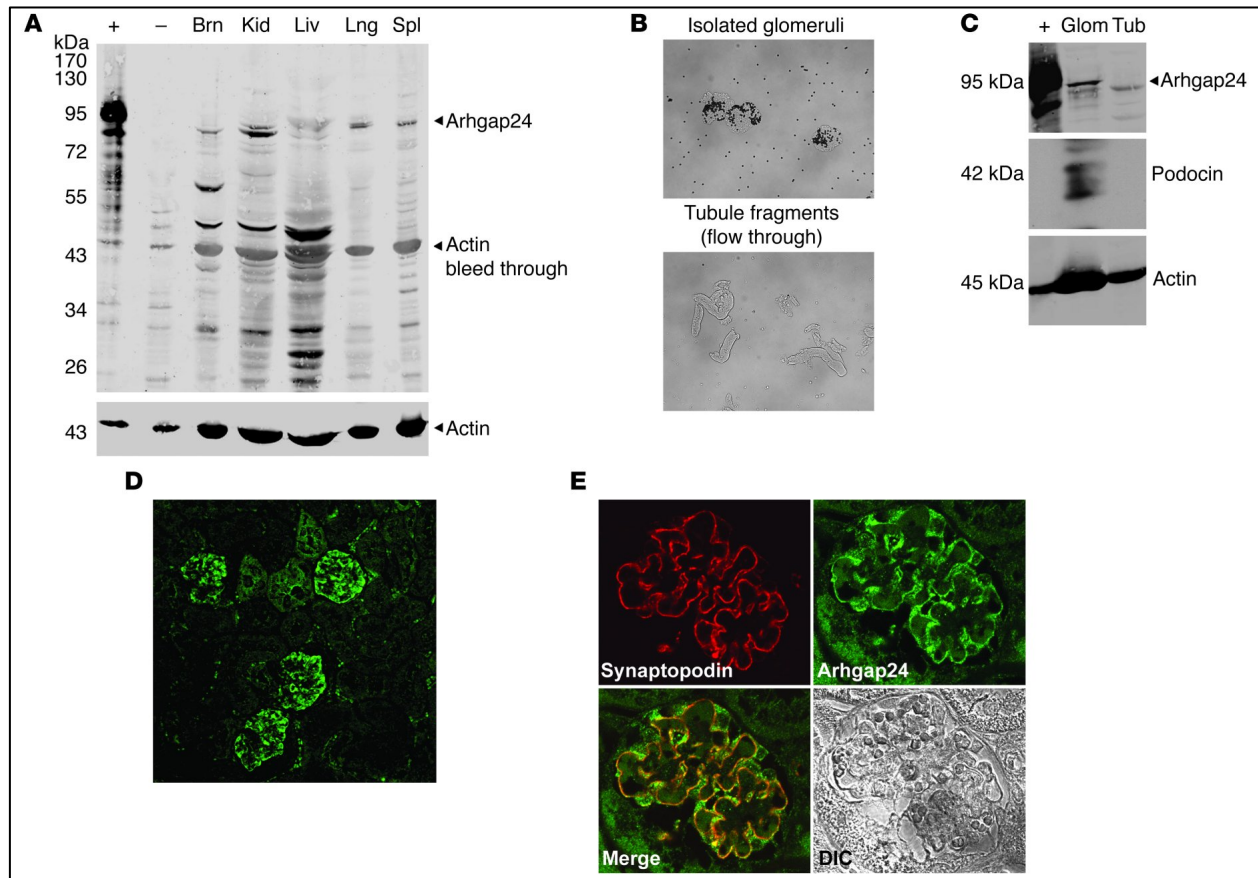 A
+ – Brn Kid Liv Lng Spl
kDa
170
130
95
72
55
43
34
26
◄Arhgap24
◄Actin
bleed through
43
◄Actin
B
Isolated glomeruli
Tubule fragments
(flow through)
C
+ Glom Tub
95 kDa
◄Arhgap24
42 kDa
Podocin
45 kDa
Actin
D
E
Synaptopodin
Arhgap24
Merge
DIC